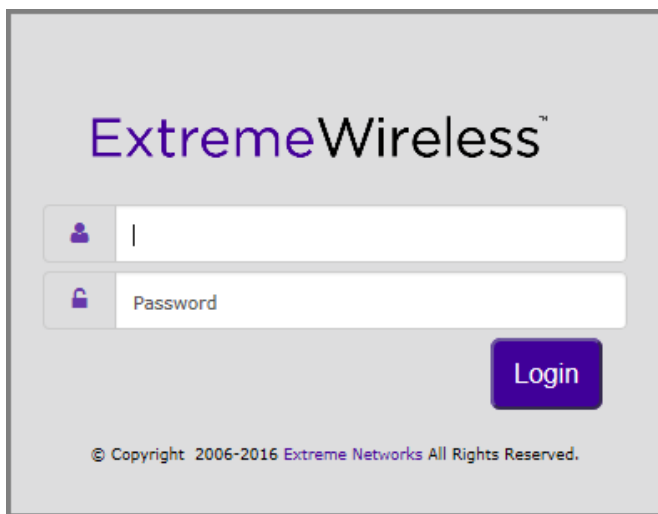 ExtremeWireless™
Password
Login
© Copyright 2006-2016 Extreme Networks All Rights Reserved.